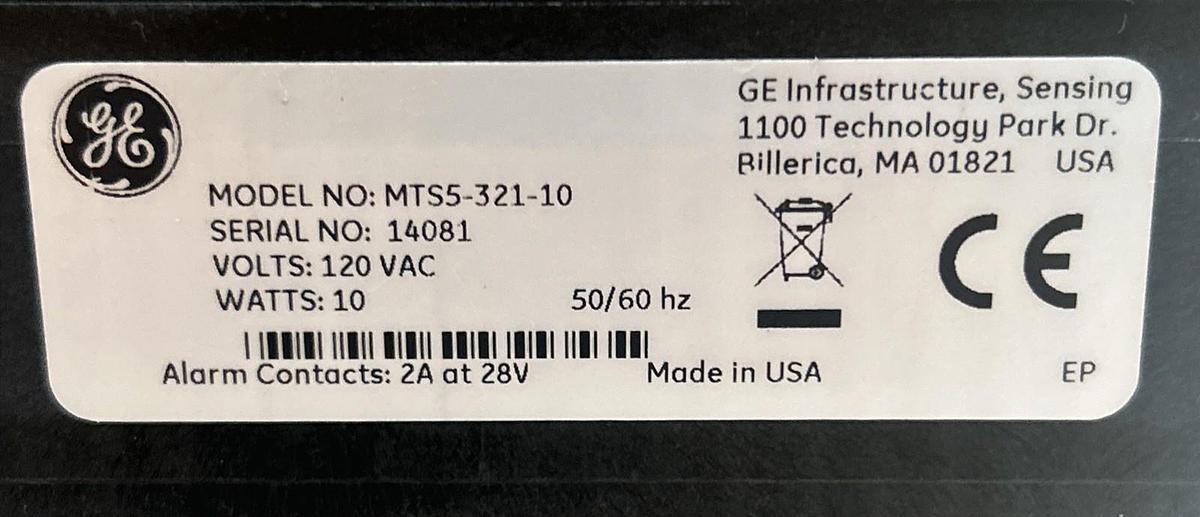 GE
GE Infrastructure, Sensing
1100 Technology Park Dr.
Billerica, MA 01821 USA
MODEL NO: MTS5-321-10
SERIAL NO: 14081
VOLTS: 120 VAC
WATTS: 10 50/60 hz
CE
Alarm Contacts: 2A at 28V Made in USA EP